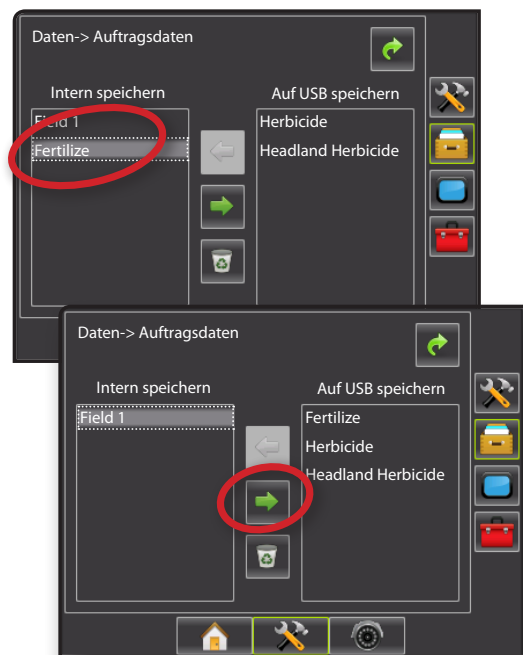 Daten-> Auftragsdaten
Intern speichern
Auf USB speichern
Field 1
Fertilize
Herbicide
Headland Herbicide
Daten-> Auftragsdaten
Intern speichern
Auf USB speichern
Field 1
Fertilize
Herbicide
Headland Herbicide